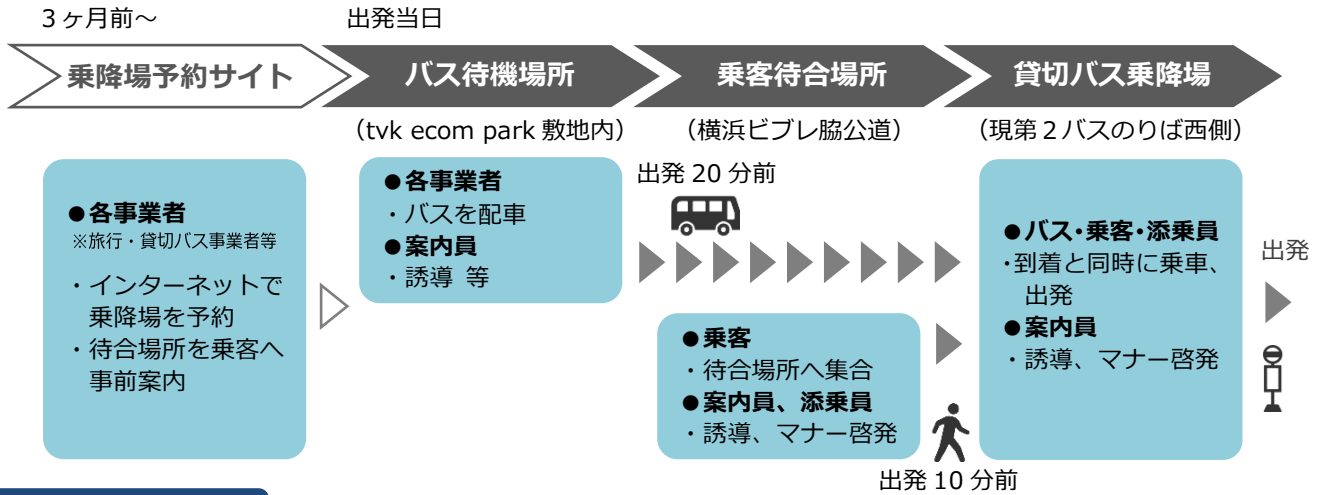 ３ヶ月前～
出発当日
乗降場予約サイト
バス待機場所
乗客待合場所
貸切バス乗降場
（tvk ecom park 敷地内）
（横浜ビブレ脇公道）
（現第２バスのりば西側）
●各事業者
※旅行・貸切バス事業者等
・インターネットで
乗降場を予約
・待合場所を乗客へ
事前案内
●各事業者
・バスを配車
●案内員
・誘導 等
出発 20 分前
●乗客
・待合場所へ集合
●案内員、添乗員
・誘導、マナー啓発
出発 10 分前
●バス・乗客・添乗員
・到着と同時に乗車、
出発
●案内員
・誘導、マナー啓発
出発